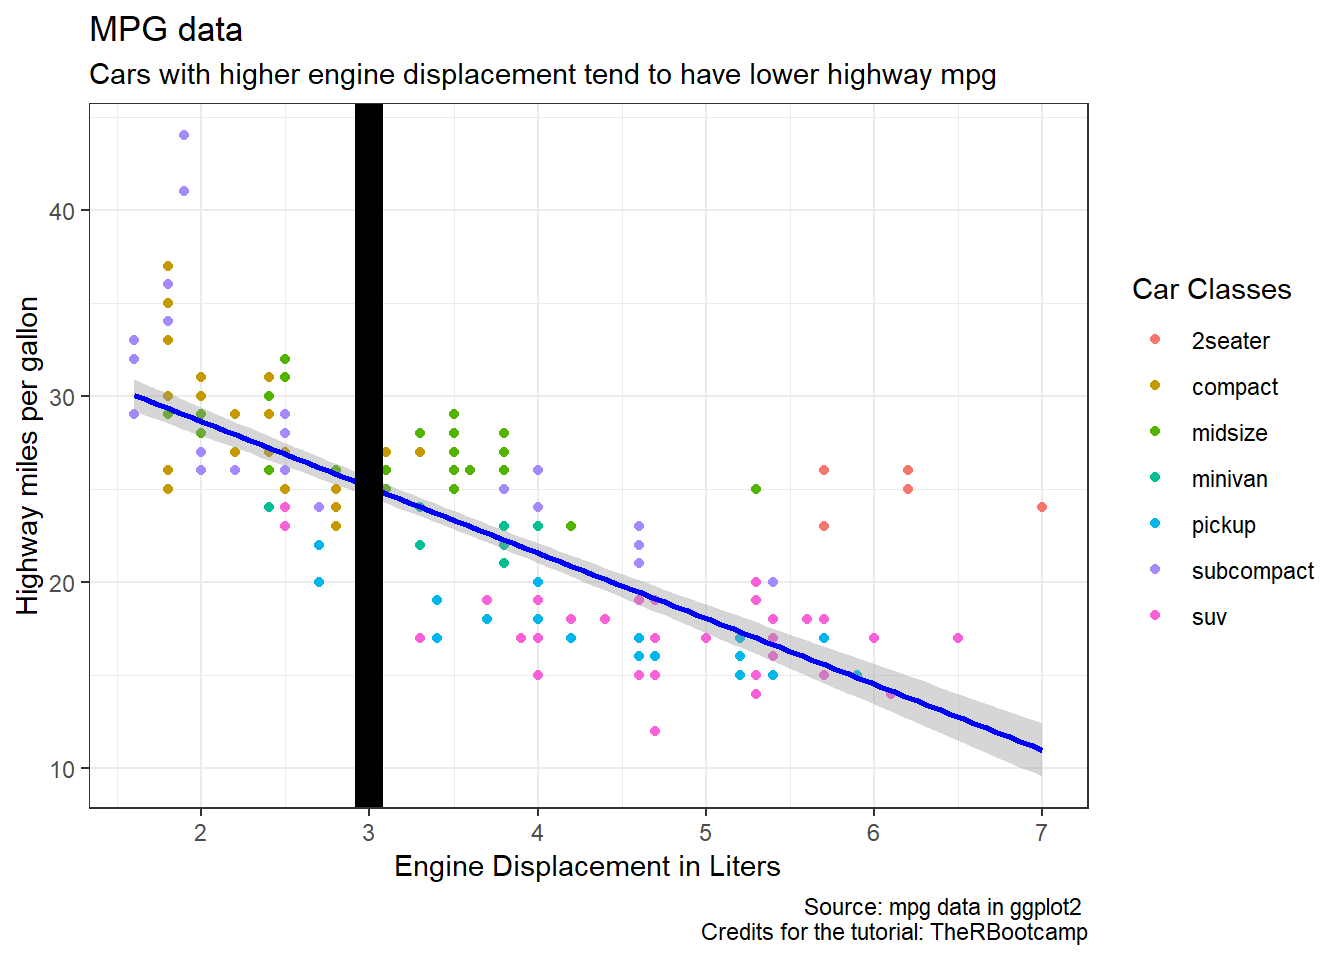 MPG data
Cars with higher engine displacement tend to have lower highway mpg
Highway miles per gallon
40
30
20
10
2
3
4
5
6
7
Engine Displacement in Liters
Car Classes
2seater
compact
midsize
minivan
pickup
subcompact
suv
Source: mpg data in ggplot2
Credits for the tutorial: TheRBootcamp